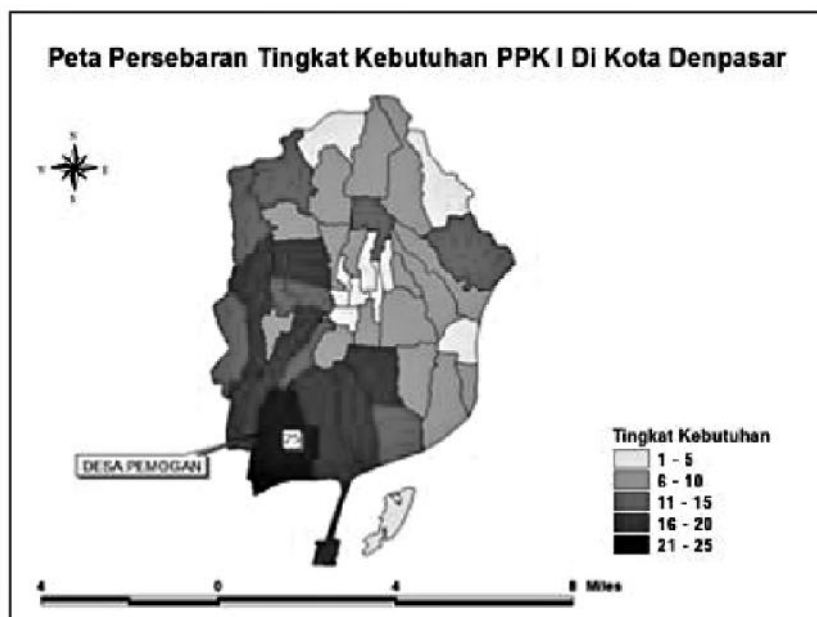 Peta Persebaran Tingkat Kebutuhan PPK I Di Kota Denpasar
N
W E
S
25
DESA PEMOGAN
Tingkat Kebutuhan
1 - 5
6 - 10
11 - 15
16 - 20
21 - 25
4 0 4 8 Miles